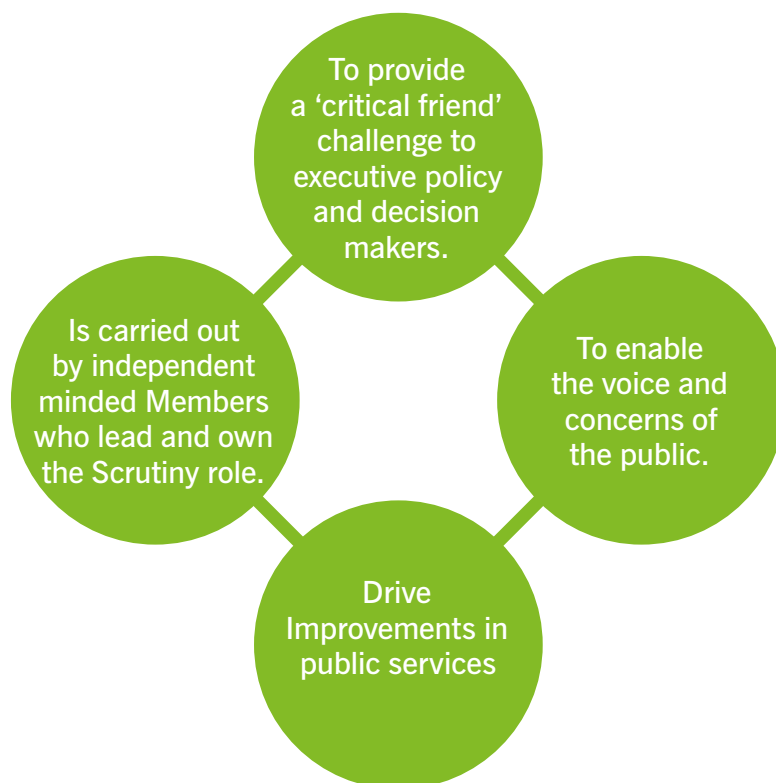 To provide
a ‘critical friend’
challenge to
executive policy
and decision
makers.
Is carried out
by independent
minded Members
who lead and own
the Scrutiny role.
To enable
the voice and
concerns of
the public.
Drive
Improvements in
public services